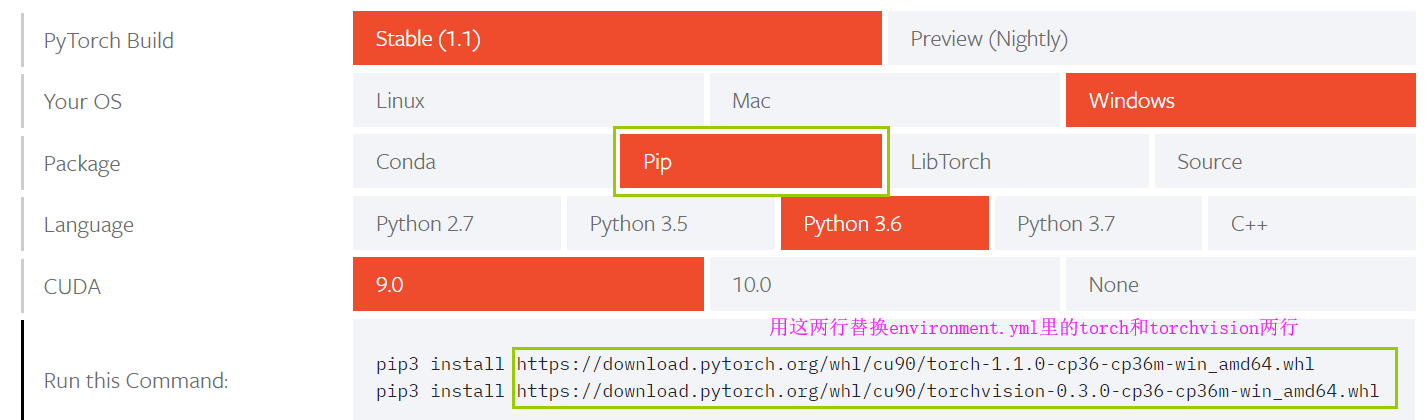 PyTorch Build Stable (1.1) Preview (Nightly)
Your OS Linux Mac Windows
Package Conda Pip LibTorch Source
Language Python 2.7 Python 3.5 Python 3.6 Python 3.7 C++
CUDA 9.0 10.0 None
用这两行替换environment.yml里的torch和torchvision两行
Run this Command:
pip3 install https://download.pytorch.org/whl/cu90/torch-1.1.0-cp36-cp36m-win_amd64.whl
pip3 install https://download.pytorch.org/whl/cu90/torchvision-0.3.0-cp36-cp36m-win_amd64.whl